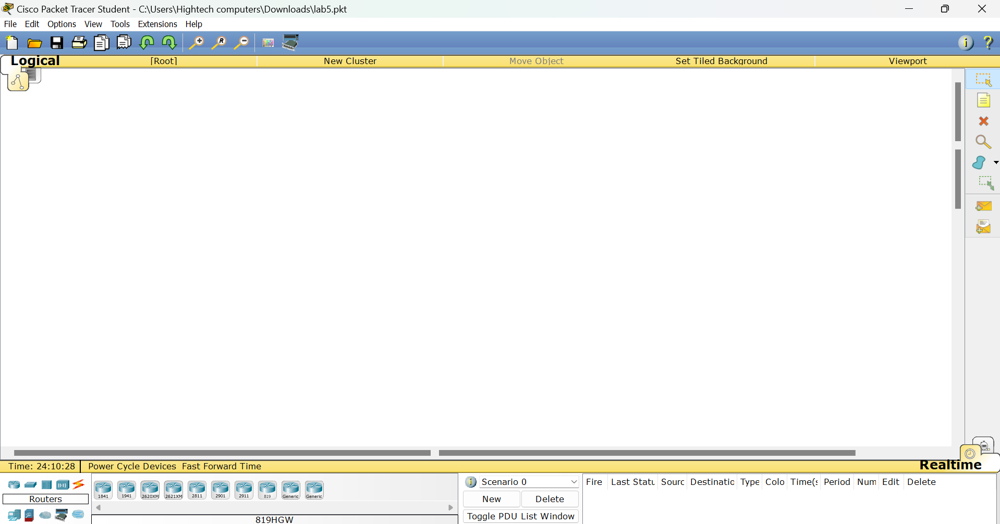 Cisco Packet Tracer Student - C:\Users\Hightech computers\Downloads\lab5.pkt
File Edit Options View Tools Extensions Help
Logical [Root] New Cluster Move Object Set Tiled Background Viewport
Time: 24:10:28 Power Cycle Devices Fast Forward Time Realtime
Routers
1841 1941 2620XM 2621XM 2811 2901 2911 819 Generic Generic
819HGW
Scenario 0
New Delete
Toggle PDU List Window
Fire Last Statu Sourc Destinatio Type Colo Time(s Period Num Edit Delete